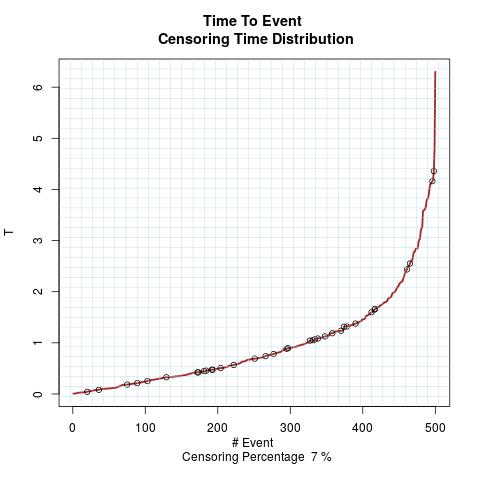 Time To Event
Censoring Time Distribution
6
5
4
3
2
1
0
T
0 100 200 300 400 500
# Event
Censoring Percentage 7 %